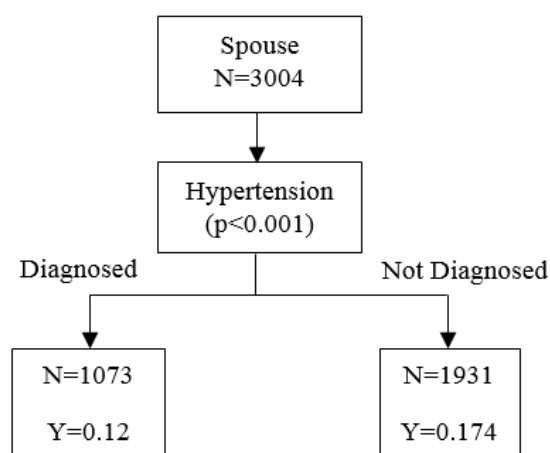 Spouse
N=3004
Hypertension
(p<0.001)
Diagnosed
Not Diagnosed
N=1073
Y=0.12
N=1931
Y=0.174